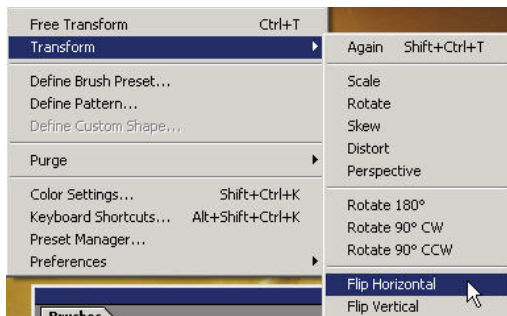 Free Transform Ctrl+T
Transform
Define Brush Preset...
Define Pattern...
Define Custom Shape...
Purge
Color Settings... Shift+Ctrl+K
Keyboard Shortcuts... Alt+Shift+Ctrl+K
Preset Manager...
Preferences
Again Shift+Ctrl+T
Scale
Rotate
Skew
Distort
Perspective
Rotate 180°
Rotate 90° CW
Rotate 90° CCW
Flip Horizontal
Flip Vertical
Brushes